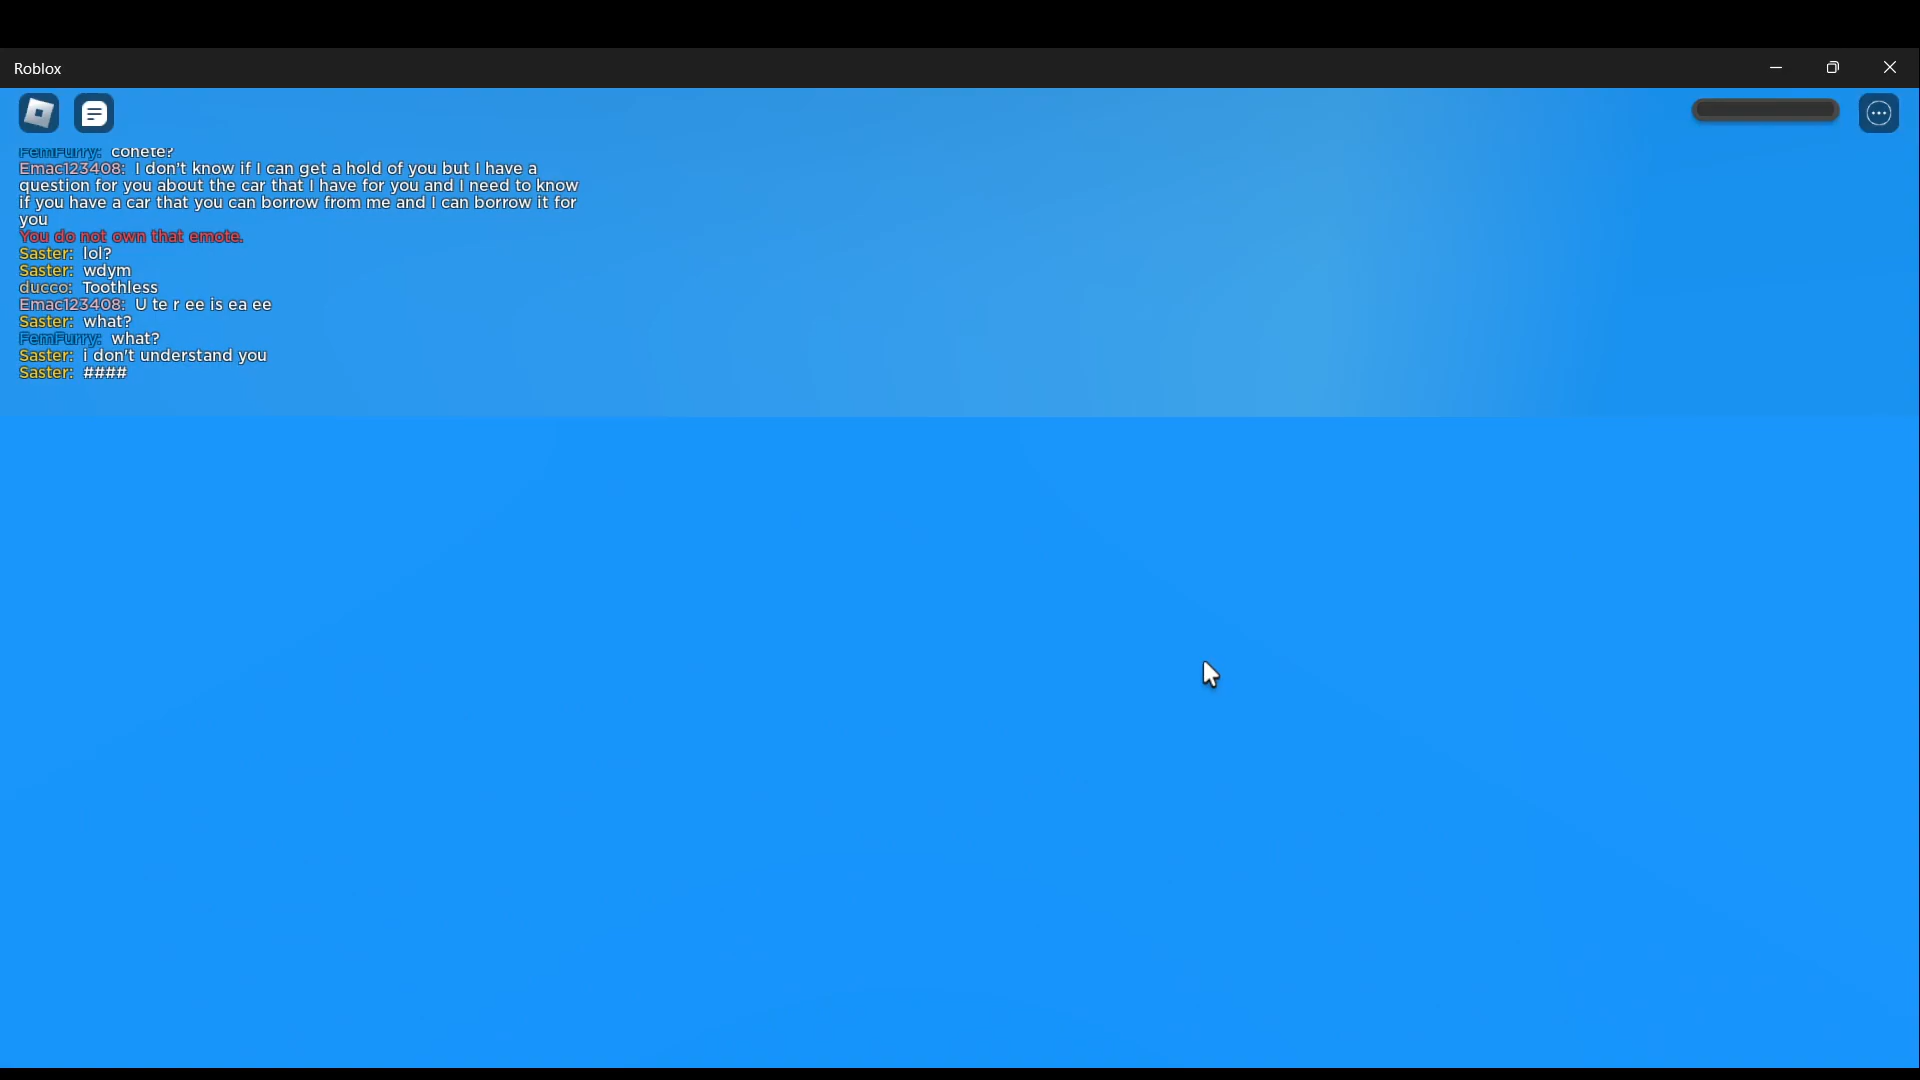 Roblox
FemFurry: conete?
Emac123408: I don't know if I can get a hold of you but I have a
question for you about the car that I have for you and I need to know
if you have a car that you can borrow from me and I can borrow it for
you
You do not own that emote.
Saster: lol?
Saster: wdym
ducco: Toothless
Emac123408: U te r ee is ea ee
Saster: what?
FemFurry: what?
Saster: i don't understand you
Saster: ####